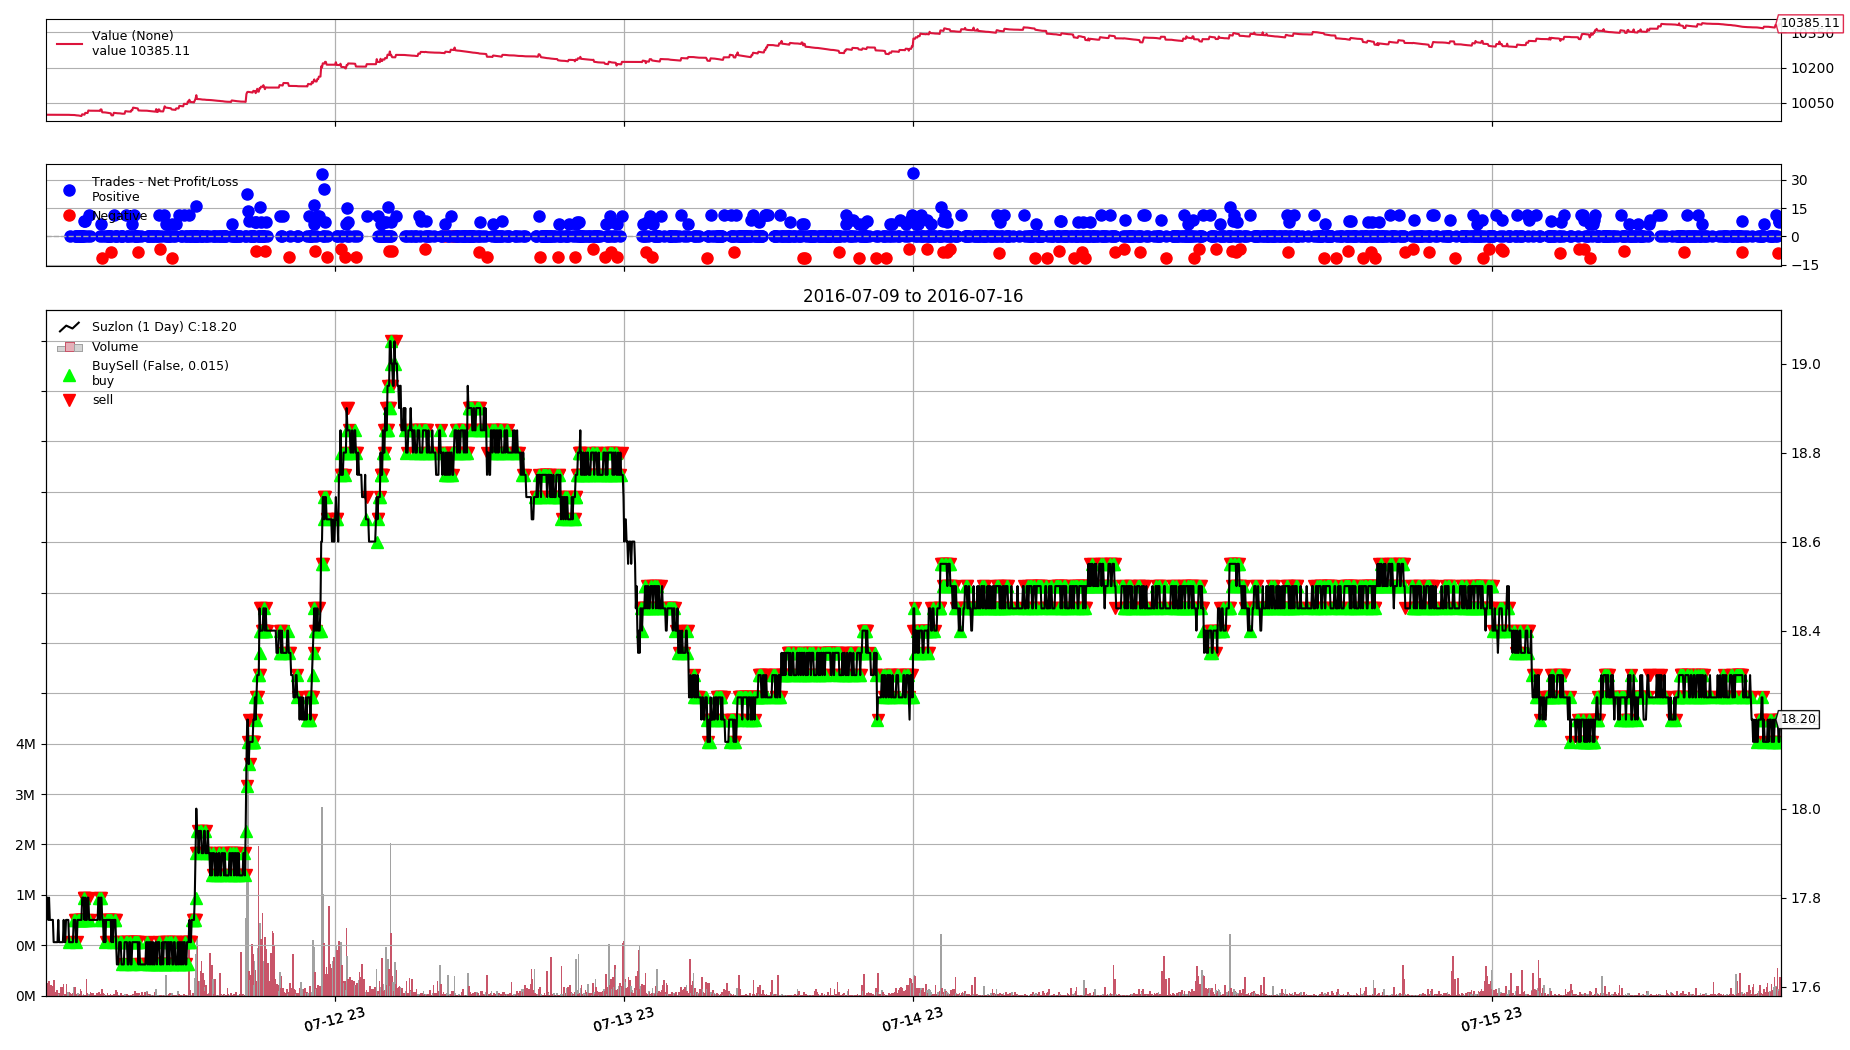 Value (None)
value 10385.11
10385.11
10350
10200
10050
Trades - Net Profit/Loss
Positive
Negative
30
15
0
−15
2016-07-09 to 2016-07-16
Suzlon (1 Day) C:18.20
Volume
BuySell (False, 0.015)
buy
sell
19.0
18.8
18.6
18.4
18.20
18.0
17.8
17.6
4M
3M
2M
1M
0M
0M
07-12 23
07-13 23
07-14 23
07-15 23